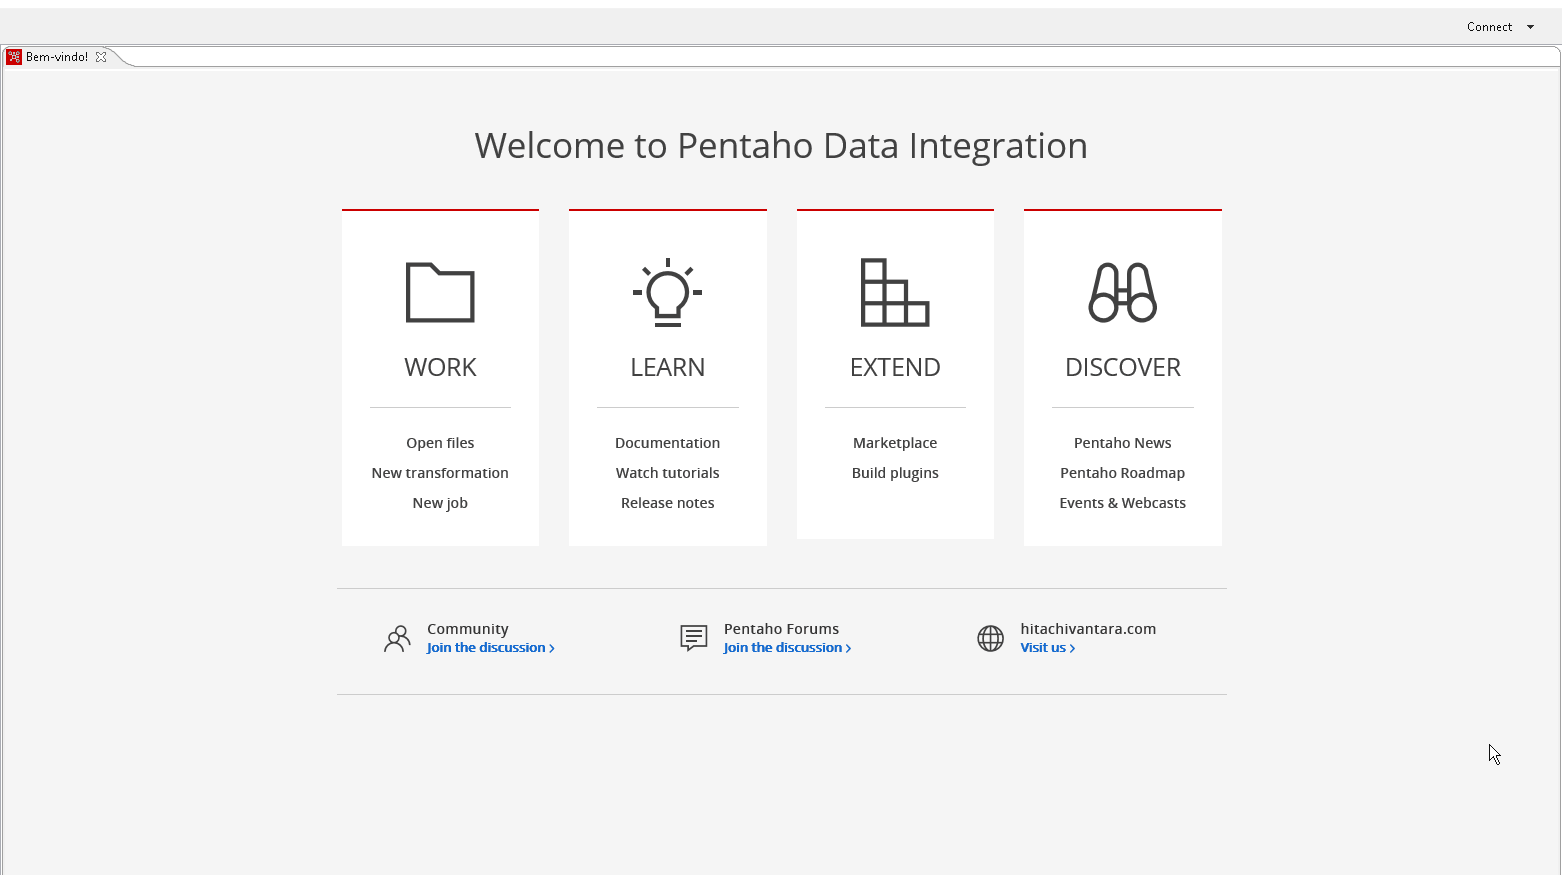 Connect
Bem-vindo!
Welcome to Pentaho Data Integration
WORK
Open files
New transformation
New job
LEARN
Documentation
Watch tutorials
Release notes
EXTEND
Marketplace
Build plugins
DISCOVER
Pentaho News
Pentaho Roadmap
Events & Webcasts
Community
Join the discussion >
Pentaho Forums
Join the discussion >
hitachivantara.com
Visit us >